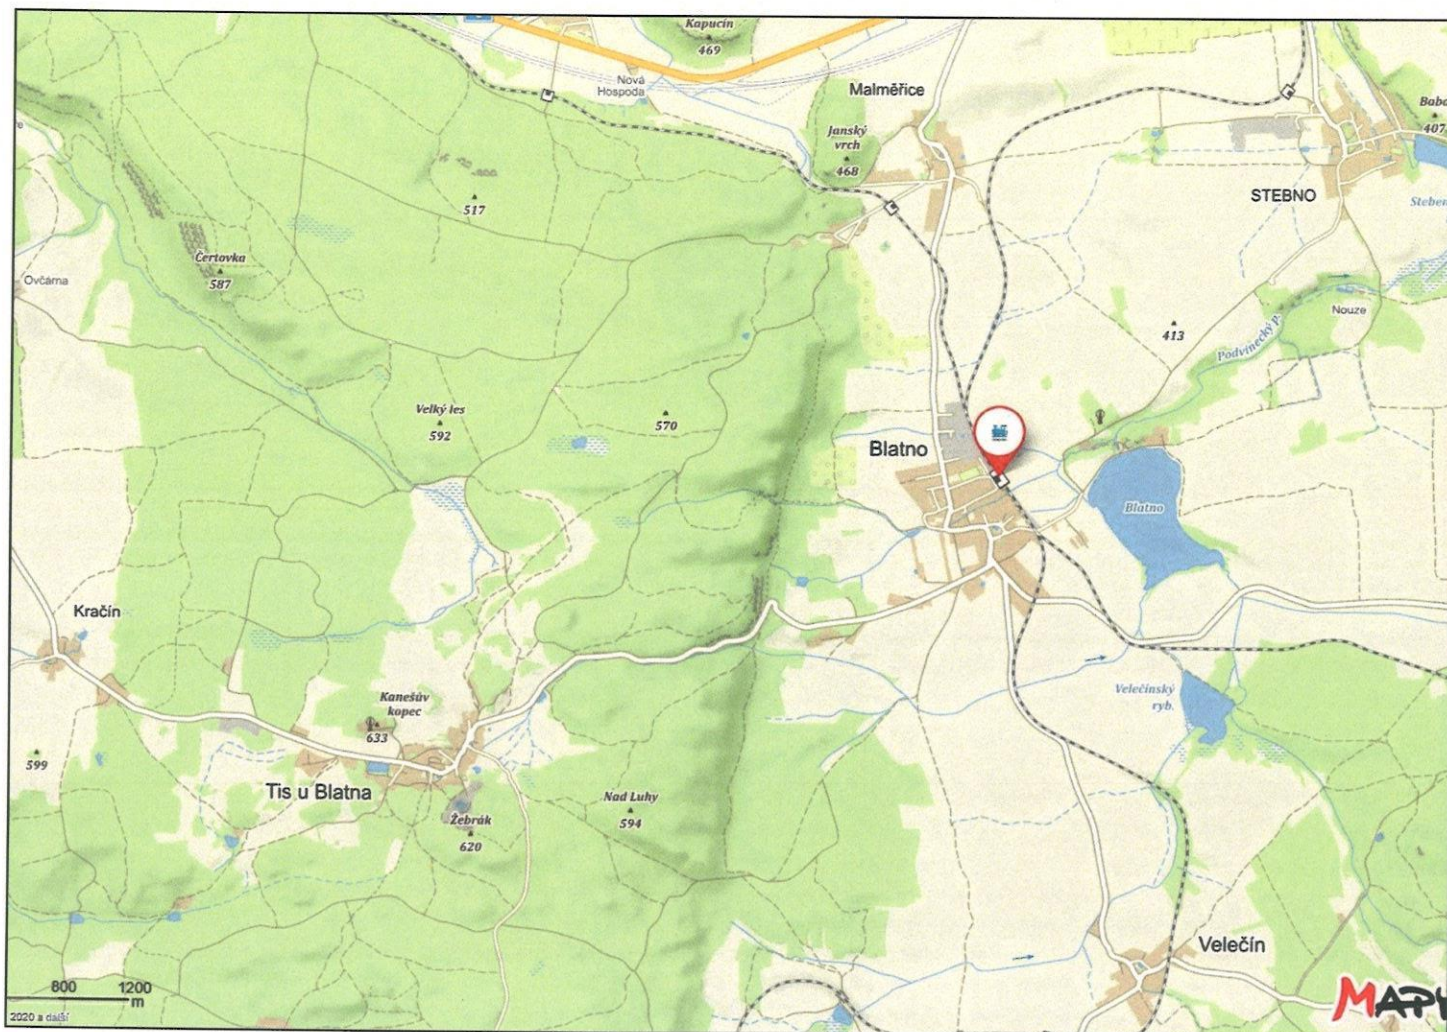 Kapucín
469
Nová
Hospoda
Malměřice
Janský
vrch
468
Baba
407
517
STEBNO
Čertovka
587
Ovčárna
Nouze
413
Podvinecký p.
Velký les
592
570
Blatno
Blatno
Kračín
Kanešův
kopec
633
Velečínský
ryb.
599
Tis u Blatna
Žebrák
620
Nad Luhy
594
Velečín
800 1200
m
2020 a další
MAPY